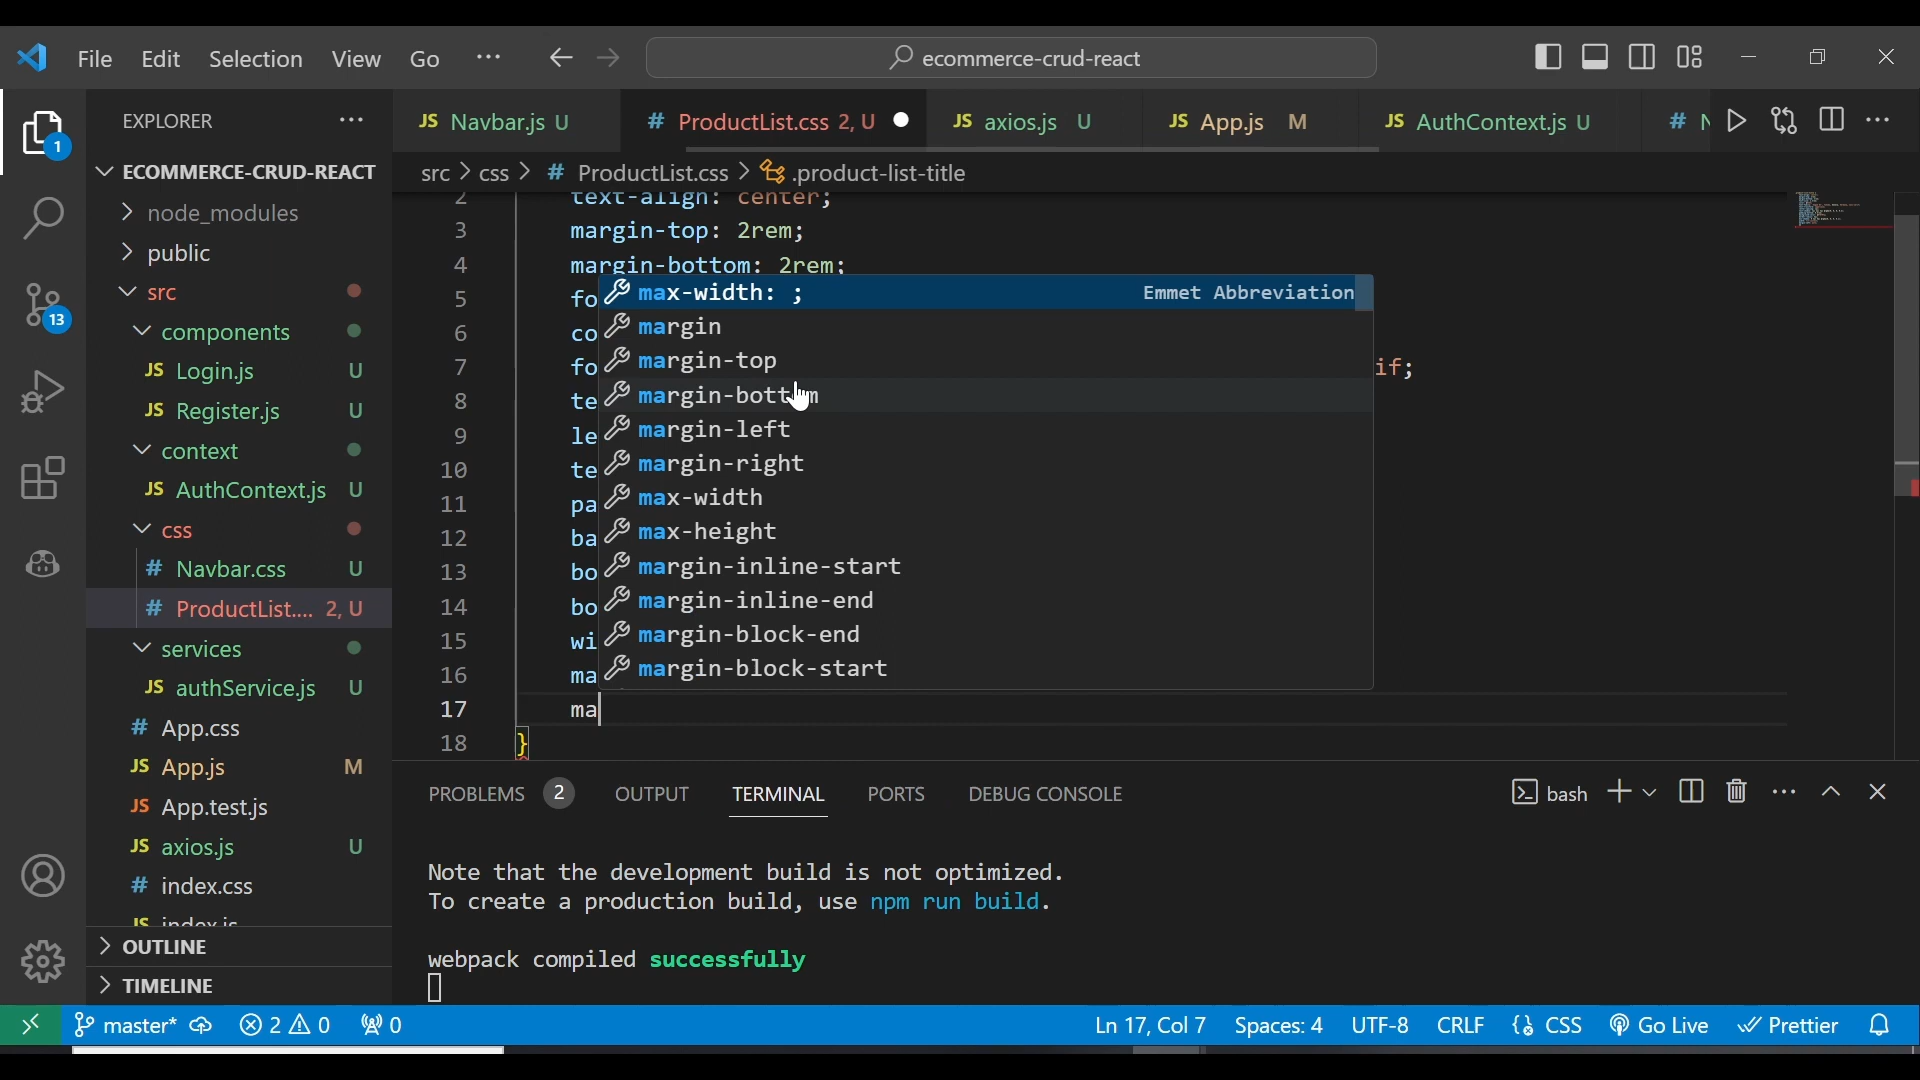 File Edit Selection View Go ··· ecommerce-crud-react
EXPLORER ···
JS Navbar.js U # ProductList.css 2, U JS axios.js U JS App.js M JS AuthContext.js U # N ···
ECOMMERCE-CRUD-REACT
src > css > # ProductList.css > .product-list-title
node_modules
public
src
components
JS Login.js U
JS Register.js U
context
JS AuthContext.js U
css
# Navbar.css U
# ProductList.... 2, U
services
JS authService.js U
# App.css
JS App.js M
JS App.test.js
JS axios.js U
# index.css
JS index.js
OUTLINE
TIMELINE
1
13
2 text-align: center;
3 margin-top: 2rem;
4 margin-bottom: 2rem;
5 fo
6 co
7 fo if;
8 te
9 le
10 te
11 pa
12 ba
13 bo
14 bo
15 wi
16 ma
17 ma
18 }
max-width: ; Emmet Abbreviation
margin
margin-top
margin-bottom
margin-left
margin-right
max-width
max-height
margin-inline-start
margin-inline-end
margin-block-end
margin-block-start
PROBLEMS 2 OUTPUT TERMINAL PORTS DEBUG CONSOLE bash ···
Note that the development build is not optimized.
To create a production build, use npm run build.
webpack compiled successfully
master* 2 0 0 Ln 17, Col 7 Spaces: 4 UTF-8 CRLF {} CSS Go Live Prettier